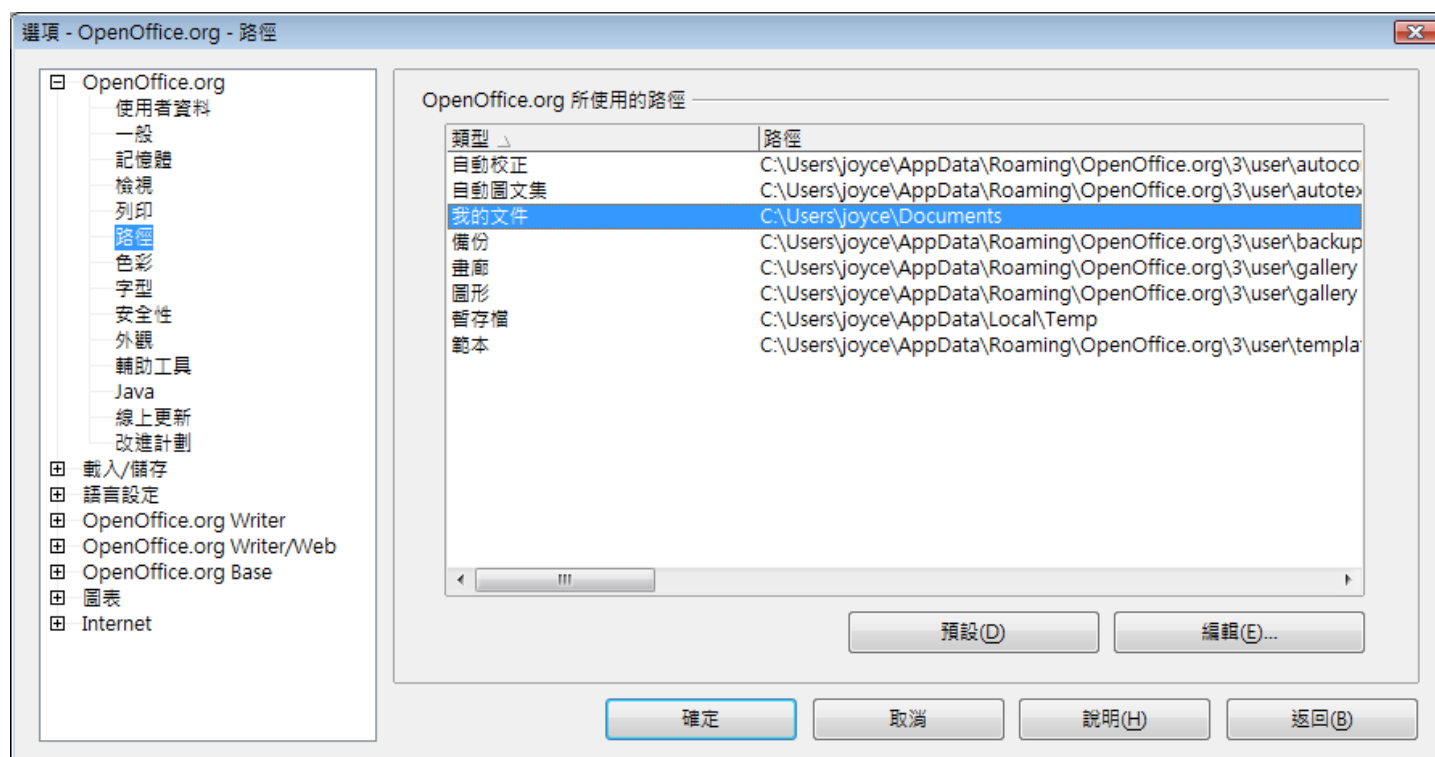 選項 - OpenOffice.org - 路徑
OpenOffice.org
使用者資料
一般
記憶體
檢視
列印
路徑
色彩
字型
安全性
外觀
輔助工具
Java
線上更新
改進計劃
載入/儲存
語言設定
OpenOffice.org Writer
OpenOffice.org Writer/Web
OpenOffice.org Base
圖表
Internet
OpenOffice.org 所使用的路徑
類型 路徑
自動校正 C:\Users\joyce\AppData\Roaming\OpenOffice.org\3\user\autoco
自動圖文集 C:\Users\joyce\AppData\Roaming\OpenOffice.org\3\user\autotex
我的文件 C:\Users\joyce\Documents
備份 C:\Users\joyce\AppData\Roaming\OpenOffice.org\3\user\backup
畫廊 C:\Users\joyce\AppData\Roaming\OpenOffice.org\3\user\gallery
圖形 C:\Users\joyce\AppData\Roaming\OpenOffice.org\3\user\gallery
暫存檔 C:\Users\joyce\AppData\Local\Temp
範本 C:\Users\joyce\AppData\Roaming\OpenOffice.org\3\user\templa
預設(D) 編輯(E)...
確定 取消 說明(H) 返回(B)